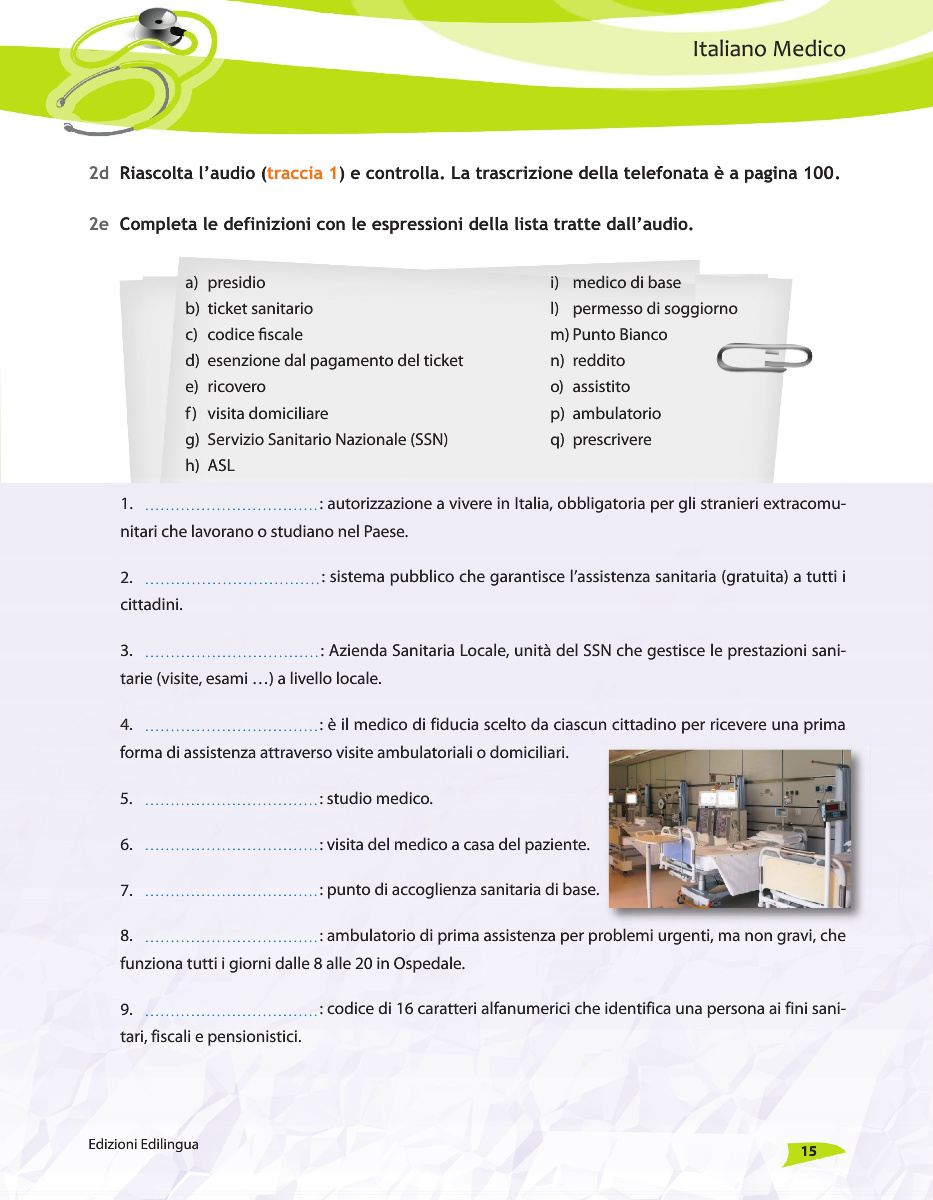 Italiano Medico
2d Riascolta l'audio (traccia 1) e controlla. La trascrizione della telefonata è a pagina 100.
2e Completa le definizioni con le espressioni della lista tratte dall'audio.
a) presidio
b) ticket sanitario
c) codice fiscale
d) esenzione dal pagamento del ticket
e) ricovero
f) visita domiciliare
g) Servizio Sanitario Nazionale (SSN)
h) ASL
i) medico di base
l) permesso di soggiorno
m) Punto Bianco
n) reddito
o) assistito
p) ambulatorio
q) prescrivere
1. .................................: autorizzazione a vivere in Italia, obbligatoria per gli stranieri extracomu-
nitari che lavorano o studiano nel Paese.
2. .................................: sistema pubblico che garantisce l'assistenza sanitaria (gratuita) a tutti i
cittadini.
3. .................................: Azienda Sanitaria Locale, unità del SSN che gestisce le prestazioni sani-
tarie (visite, esami …) a livello locale.
4. .................................: è il medico di fiducia scelto da ciascun cittadino per ricevere una prima
forma di assistenza attraverso visite ambulatoriali o domiciliari.
5. .................................: studio medico.
6. .................................: visita del medico a casa del paziente.
7. .................................: punto di accoglienza sanitaria di base.
8. .................................: ambulatorio di prima assistenza per problemi urgenti, ma non gravi, che
funziona tutti i giorni dalle 8 alle 20 in Ospedale.
9. .................................: codice di 16 caratteri alfanumerici che identifica una persona ai fini sani-
tari, fiscali e pensionistici.
Edizioni Edilingua
15